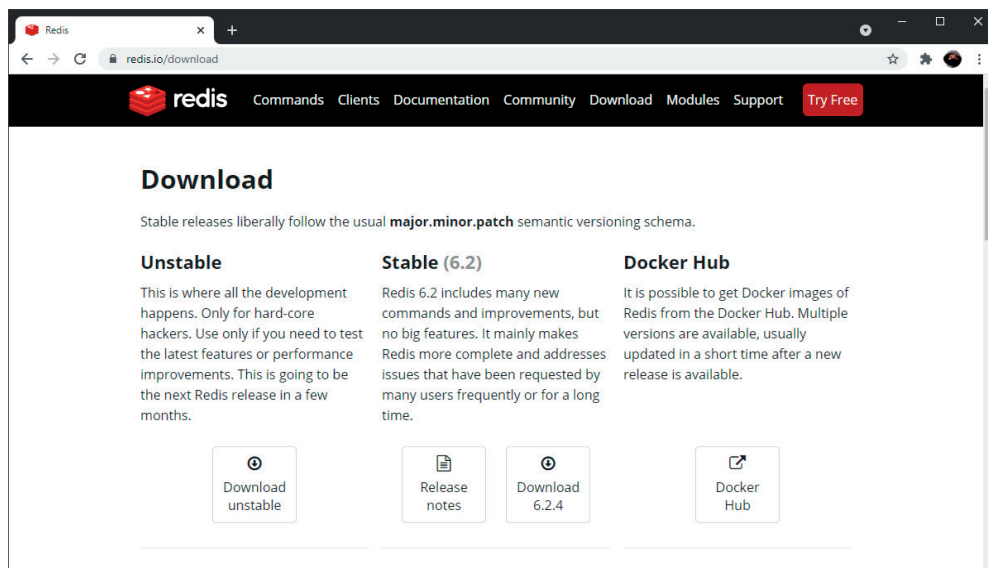 Redis
redis.io/download
redis
Commands Clients Documentation Community Download Modules Support Try Free
Download
Stable releases liberally follow the usual major.minor.patch semantic versioning schema.
Unstable
This is where all the development
happens. Only for hard-core
hackers. Use only if you need to test
the latest features or performance
improvements. This is going to be
the next Redis release in a few
months.
Download
unstable
Stable (6.2)
Redis 6.2 includes many new
commands and improvements, but
no big features. It mainly makes
Redis more complete and addresses
issues that have been requested by
many users frequently or for a long
time.
Release
notes
Download
6.2.4
Docker Hub
It is possible to get Docker images of
Redis from the Docker Hub. Multiple
versions are available, usually
updated in a short time after a new
release is available.
Docker
Hub